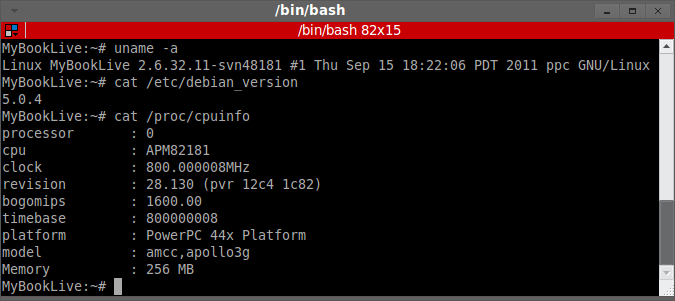 /bin/bash
/bin/bash 82x15
MyBookLive:~# uname -a
Linux MyBookLive 2.6.32.11-svn48181 #1 Thu Sep 15 18:22:06 PDT 2011 ppc GNU/Linux
MyBookLive:~# cat /etc/debian_version
5.0.4
MyBookLive:~# cat /proc/cpuinfo
processor       : 0
cpu             : APM82181
clock           : 800.000008MHz
revision        : 28.130 (pvr 12c4 1c82)
bogomips        : 1600.00
timebase        : 800000008
platform        : PowerPC 44x Platform
model           : amcc,apollo3g
Memory          : 256 MB
MyBookLive:~#